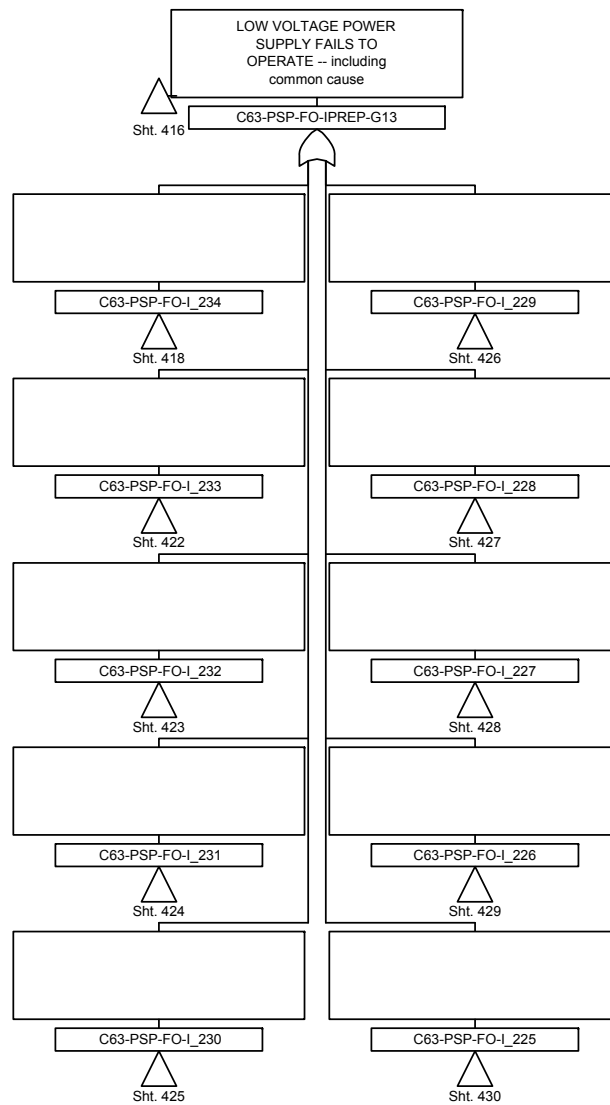 LOW VOLTAGE POWER
SUPPLY FAILS TO
OPERATE -- including
common cause
Sht. 416
C63-PSP-FO-IPREP-G13
C63-PSP-FO-I_234
C63-PSP-FO-I_229
Sht. 418
Sht. 426
C63-PSP-FO-I_233
C63-PSP-FO-I_228
Sht. 422
Sht. 427
C63-PSP-FO-I_232
C63-PSP-FO-I_227
Sht. 423
Sht. 428
C63-PSP-FO-I_231
C63-PSP-FO-I_226
Sht. 424
Sht. 429
C63-PSP-FO-I_230
C63-PSP-FO-I_225
Sht. 425
Sht. 430